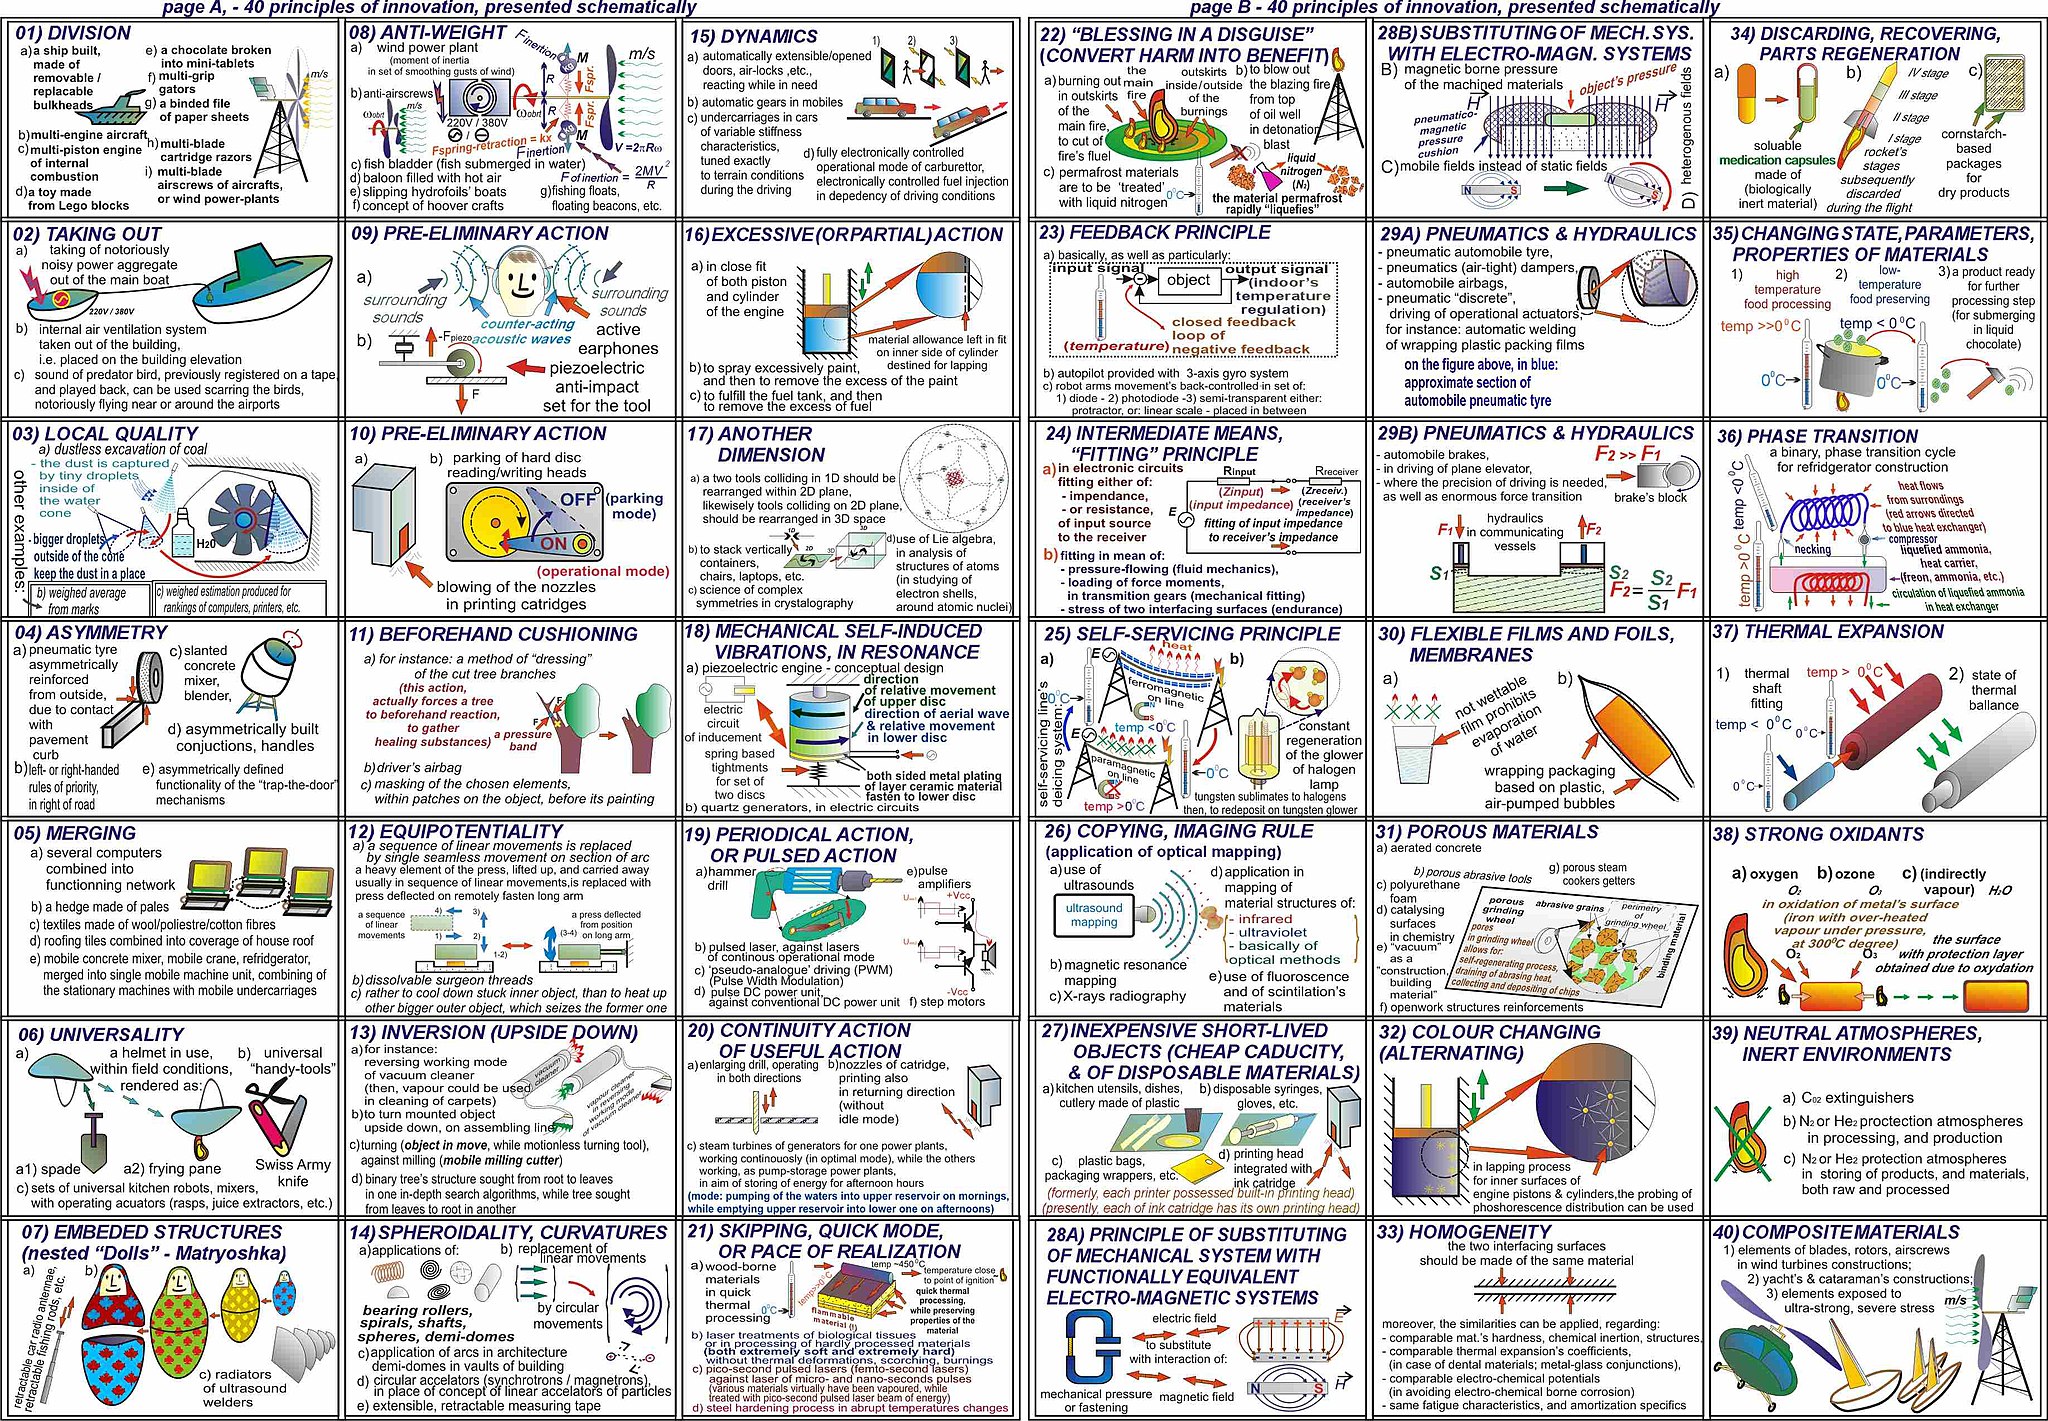 page A, - 40 principles of innovation, presented schematically
page B - 40 principles of innovation, presented schematically
01) DIVISION
a) a ship built,
made of
removable /
replacable
bulkheads
b) multi-engine aircraft
c) multi-piston engine
of internal
combustion
d) a toy made
from Lego blocks
e) a chocolate broken
into mini-tablets
f) multi-grip
gators
g) a binded file
of paper sheets
h) multi-blade
cartridge razors
i) multi-blade
airscrews of aircrafts,
or wind power-plants
m/s
02) TAKING OUT
a) taking of notoriously
noisy power aggregate
out of the main boat
220V / 380V
b) internal air ventilation system
taken out of the building,
i.e. placed on the building elevation
c) sound of predator bird, previously registered on a tape,
and played back, can be used scarring the birds,
notoriously flying near or around the airports
03) LOCAL QUALITY
a) dustless excavation of coal
- the dust is captured
by tiny droplets
inside of
the water
cone
H20
- bigger droplets
outside of the cone
keep the dust in a place
other examples:
b) weighed average
from marks
c) weighed estimation produced for
rankings of computers, printers, etc.
04) ASYMMETRY
a) pneumatic tyre
asymmetrically
reinforced
from outside,
due to contact
with
pavement
curb
b) left- or right-handed
rules of priority,
in right of road
c) slanted
concrete
mixer,
blender,
d) asymmetrically built
conjuctions, handles
e) asymmetrically defined
functionality of the "trap-the-door"
mechanisms
05) MERGING
a) several computers
combined into
functionning network
b) a hedge made of pales
c) textiles made of wool/poliestre/cotton fibres
d) roofing tiles combined into coverage of house roof
e) mobile concrete mixer, mobile crane, refridgerator,
merged into single mobile machine unit, combining of
the stationary machines with mobile undercarriages
06) UNIVERSALITY
a) a helmet in use,
within field conditions,
rendered as:
b) universal
"handy-tools"
a1) spade
a2) frying pane
Swiss Army
knife
c) sets of universal kitchen robots, mixers,
with operating acuators (rasps, juice extractors, etc.)
07) EMBEDED STRUCTURES
(nested "Dolls" - Matryoshka)
a)
b)
retractable car radio antennae,
retractable fishing rods, etc.
c) radiators
of ultrasound
welders
08) ANTI-WEIGHT
a) wind power plant
(moment of inertia
in set of smoothing gusts of wind)
b) anti-airscrews
m/s
ωobrt
220V / 380V
Finertion
M
R
Fspr.
m/s
ωobrt
R
Fspr.
M
Fspring-retraction = kx
Finertion
V =2πRω
c) fish bladder (fish submerged in water)
d) baloon filled with hot air
e) slipping hydrofoils' boats
f) concept of hoover crafts
F of inertion = 2MV² / R
g) fishing floats,
floating beacons, etc.
09) PRE-ELIMINARY ACTION
a)
surrounding
sounds
surrounding
sounds
counter-acting
acoustic waves
active
earphones
b)
-Fpiezo
F
piezoelectric
anti-impact
set for the tool
10) PRE-ELIMINARY ACTION
a)
b) parking of hard disc
reading/writing heads
OFF
(parking
mode)
ON
(operational mode)
blowing of the nozzles
in printing catridges
11) BEFOREHAND CUSHIONING
a) for instance: a method of "dressing"
of the cut tree branches
(this action,
actually forces a tree
to beforehand reaction,
to gather
healing substances)
F
F
a pressure
band
b) driver's airbag
c) masking of the chosen elements,
within patches on the object, before its painting
12) EQUIPOTENTIALITY
a) a sequence of linear movements is replaced
by single seamless movement on section of arc
a heavy element of the press, lifted up, and carried away
usually in sequence of linear movements,is replaced with
press deflected on remotely fasten long arm
a sequence
of linear
movements
4)
3)
1)
2)
1-2)
(3-4)
a press deflected
from position
on long arm
b) dissolvable surgeon threads
c) rather to cool down stuck inner object, than to heat up
other bigger outer object, which seizes the former one
13) INVERSION (UPSIDE DOWN)
a) for instance:
reversing working mode
of vacuum cleaner
(then, vapour could be used
in cleaning of carpets)
b) to turn mounted object
upside down, on assembling line
vacuum
cleaner
vapour cleaner
in reversing
working mode
of vacuum cleaner
c) turning (object in move, while motionless turning tool),
against milling (mobile milling cutter)
d) binary tree's structure sought from root to leaves
in one in-depth search algorithms, while tree sought
from leaves to root in another
14) SPHEROIDALITY, CURVATURES
a) applications of:
b) replacement of
linear movements
by circular
movements
bearing rollers,
spirals, shafts,
spheres, demi-domes
c) application of arcs in architecture
demi-domes in vaults of building
d) circular accelators (synchrotrons / magnetrons),
in place of concept of linear accelators of particles
e) extensible, retractable measuring tape
15) DYNAMICS
a) automatically extensible/opened
doors, air-locks ,etc.,
reacting while in need
1)
2)
3)
b) automatic gears in mobiles
c) undercarriages in cars
of variable stiffness
characteristics,
tuned exactly
to terrain conditions
during the driving
d) fully electronically controlled
operational mode of carburettor,
electronically controlled fuel injection
in depedency of driving conditions
16) EXCESSIVE (OR PARTIAL) ACTION
a) in close fit
of both piston
and cylinder
of the engine
material allowance left in fit
on inner side of cylinder
destined for lapping
b) to spray excessively paint,
and then to remove the excess of the paint
c) to fulfill the fuel tank, and then
to remove the excess of fuel
17) ANOTHER
DIMENSION
a) a two tools colliding in 1D should be
rearranged within 2D plane,
likewisely tools colliding on 2D plane,
should be rearranged in 3D space
1D
2D
3D
3D
b) to stack vertically
containers,
chairs, laptops, etc.
c) science of complex
symmetries in crystalography
d) use of Lie algebra,
in analysis of
structures of atoms
(in studying of
electron shells,
around atomic nuclei)
18) MECHANICAL SELF-INDUCED
VIBRATIONS, IN RESONANCE
a) piezoelectric engine - conceptual design
electric
circuit
of inducement
direction
of relative movement
of upper disc
direction of aerial wave
& relative movement
in lower disc
spring based
tightments
for set of
two discs
both sided metal plating
of layer ceramic material
fasten to lower disc
b) quartz generators, in electric circuits
19) PERIODICAL ACTION,
OR PULSED ACTION
a) hammer
drill
e) pulse
amplifiers
+Vcc
-Vcc
b) pulsed laser, against lasers
of continous operational mode
c) 'pseudo-analogue' driving (PWM)
(Pulse Width Modulation)
d) pulse DC power unit,
against conventional DC power unit
f) step motors
20) CONTINUITY ACTION
OF USEFUL ACTION
a) enlarging drill, operating
in both directions
b) nozzles of catridge,
printing also
in returning direction
(without
idle mode)
c) steam turbines of generators for one power plants,
working continously (in optimal mode), while the others
working, as pump-storage power plants,
in aim of storing of energy for afternoon hours
(mode: pumping of the waters into upper reservoir on mornings,
while emptying upper reservoir into lower one on afternoons)
21) SKIPPING, QUICK MODE,
OR PACE OF REALIZATION
a) wood-borne
materials
in quick
thermal
processing
0°C
temp>>0°C
temp ~450°C
flammable
material (!)
temperature close
to point of ignition
quick thermal
processing,
while preserving
properties of the
material
b) laser treatments of biological tissues
or in processing of hardly processed materials
(both extremely soft and extremely hard)
without thermal deformations, scorching, burnings
c) pico-second pulsed lasers (femto-second lasers)
against laser of micro- and nano-seconds pulses
(various materials virtually have been vapoured, while
treated with pico-second pulsed laser beam of energy)
d) steel hardening process in abrupt temperatures changes
22) "BLESSING IN A DISGUISE"
(CONVERT HARM INTO BENEFIT)
a) burning out
in outskirts
of the
main fire,
to cut of
fire's fluel
the
main
fire
outskirts
inside/outside
of the
burnings
b) to blow out
the blazing fire
from top
of oil well
in detonation
blast
c) permafrost materials
are to be 'treated'
with liquid nitrogen
0°C
liquid
nitrogen
(N₂)
the material permafrost
rapidly "liquefies"
23) FEEDBACK PRINCIPLE
a) basically, as well as particularly:
input signal
object
output signal
(indoor's
temperature
regulation)
(temperature)
closed feedback
loop of
negative feedback
b) autopilot provided with 3-axis gyro system
c) robot arms movement's back-controlled in set of:
1) diode - 2) photodiode -3) semi-transparent either:
protractor, or: linear scale - placed in between
24) INTERMEDIATE MEANS,
"FITTING" PRINCIPLE
a) in electronic circuits
fitting either of:
- impendance,
- or resistance,
of input source
to the receiver
Rinput
(Zinput)
(input impedance)
Rreceiver
(Zreceiv.)
(receiver's
impedance)
E
fitting of input impedance
to receiver's impedance
b) fitting in mean of:
- pressure-flowing (fluid mechanics),
- loading of force moments,
in transmition gears (mechanical fitting)
- stress of two interfacing surfaces (endurance)
25) SELF-SERVICING PRINCIPLE
a)
E
heat
b)
self-servicing line's
deicing system:
0°C
ferromagnetic
on line
N
S
temp <0°C
E
paramagnetic
on line
N
S
temp >0°C
0°C
constant
regeneration
of the glower
of halogen
lamp
tungsten sublimates to halogens
then, to redeposit on tungsten glower
26) COPYING, IMAGING RULE
(application of optical mapping)
a) use of
ultrasounds
ultrasound
mapping
b) magnetic resonance
mapping
c) X-rays radiography
d) application in
mapping of
material structures of:
- infrared
- ultraviolet
- basically of
optical methods
e) use of fluoroscence
and of scintilation's
materials
27) INEXPENSIVE SHORT-LIVED
OBJECTS (CHEAP CADUCITY,
& OF DISPOSABLE MATERIALS)
a) kitchen utensils, dishes,
cutlery made of plastic
b) disposable syringes,
gloves, etc.
c) plastic bags,
packaging wrappers, etc.
d) printing head
integrated with
ink catridge
(formerly, each printer possessed built-in printing head)
(presently, each of ink catridge has its own printing head)
28A) PRINCIPLE OF SUBSTITUTING
OF MECHANICAL SYSTEM WITH
FUNCTIONALLY EQUIVALENT
ELECTRO-MAGNETIC SYSTEMS
electric field
to substitute
with interaction of:
mechanical pressure
or fastening
magnetic field
E
N
S
H
28B) SUBSTITUTING OF MECH. SYS.
WITH ELECTRO-MAGN. SYSTEMS
B) magnetic borne pressure
of the machined materials
object's pressure
H
H
pneumatico-
magnetic
pressure
cushion
C) mobile fields instead of static fields
N
S
N
S
D) heterogenous fields
29A) PNEUMATICS & HYDRAULICS
- pneumatic automobile tyre,
- pneumatics (air-tight) dampers,
- automobile airbags,
- pneumatic "discrete",
driving of operational actuators,
for instance: automatic welding
of wrapping plastic packing films
on the figure above, in blue:
approximate section of
automobile pneumatic tyre
29B) PNEUMATICS & HYDRAULICS
- automobile brakes,
- in driving of plane elevator,
- where the precision of driving is needed,
as well as enormous force transition
F2 >> F1
brake's block
F1
hydraulics
in communicating
vessels
F2
S1
S2
F2= S2/S1 F1
30) FLEXIBLE FILMS AND FOILS,
MEMBRANES
a)
not wettable
film prohibits
evaporation
of water
b)
wrapping packaging
based on plastic,
air-pumped bubbles
31) POROUS MATERIALS
a) aerated concrete
b) porous abrasive tools
g) porous steam
cookers getters
c) polyurethane
foam
d) catalysing
surfaces
in chemistry
e) "vacuum"
as a
"construction,
building
material"
porous
grinding
wheel
abrasive grains
perimetry
of
grinding wheel
pores
in grinding wheel
allows for:
self-regenerating process,
draining of abrasing heat,
collecting and depositing of chips
binding material
f) openwork structures reinforcements
32) COLOUR CHANGING
(ALTERNATING)
in lapping process
for inner surfaces of
engine pistons & cylinders,the probing of
phoshorescence distribution can be used
33) HOMOGENEITY
the two interfacing surfaces
should be made of the same material
moreover, the similarities can be applied, regarding:
- comparable mat.'s hardness, chemical inertion, structures,
- comparable thermal expansion's coefficients,
(in case of dental materials; metal-glass conjunctions),
- comparable electro-chemical potentials
(in avoiding electro-chemical borne corrosion)
- same fatigue characteristics, and amortization specifics
34) DISCARDING, RECOVERING,
PARTS REGENERATION
a)
b)
c)
IV stage
III stage
II stage
I stage
soluable
medication capsules
made of
(biologically
inert material)
rocket's
stages
subsequently
discarded
during the flight
cornstarch-
based
packages
for
dry products
35) CHANGING STATE, PARAMETERS,
PROPERTIES OF MATERIALS
1) high
temperature
food processing
2) low-
temperature
food preserving
3) a product ready
for further
processing step
(for submerging
in liquid
chocolate)
temp >>0°C
temp < 0°C
0°C
0°C
36) PHASE TRANSITION
a binary, phase transition cycle
for refridgerator construction
temp <0°C
temp >0°C
heat flows
from surrondings
(red arrows directed
to blue heat exchanger)
necking
compressor
liquefied ammonia,
heat carrier,
(freon, ammonia, etc.)
circulation of liquefied ammonia
in heat exchanger
37) THERMAL EXPANSION
1) thermal
shaft
fitting
temp > 0°C
temp < 0°C
0°C
0°C
2) state of
thermal
ballance
38) STRONG OXIDANTS
a) oxygen
b) ozone
c) (indirectly
vapour)
O₂
O₃
H₂O
in oxidation of metal's surface
(iron with over-heated
vapour under pressure,
at 300°C degree)
O₂
O₃
the surface
with protection layer
obtained due to oxydation
39) NEUTRAL ATMOSPHERES,
INERT ENVIRONMENTS
a) C02 extinguishers
b) N2 or He2 proctection atmospheres
in processing, and production
c) N2 or He2 protection atmospheres
in storing of products, and materials,
both raw and processed
40) COMPOSITE MATERIALS
1) elements of blades, rotors, airscrews
in wind turbines constructions;
2) yacht's & cataraman's constructions;
3) elements exposed to
ultra-strong, severe stress
m/s